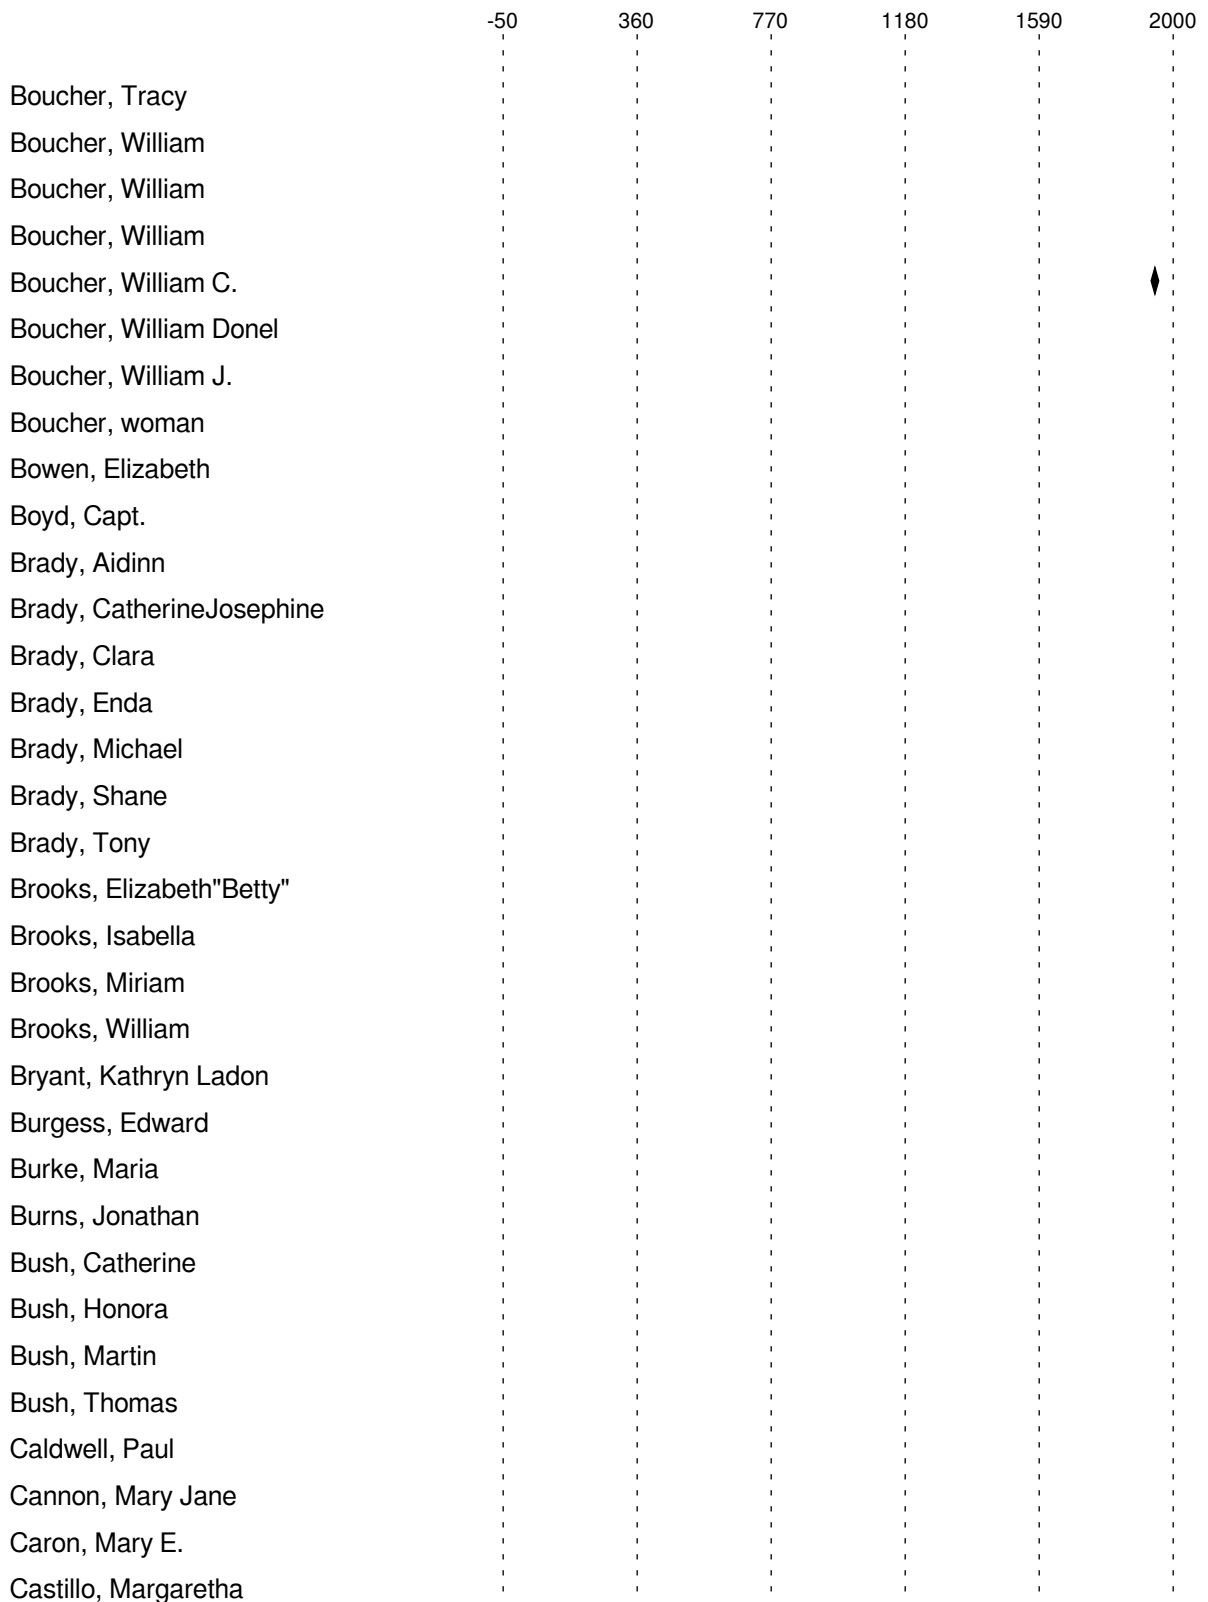 -50 360 770 1180 1590 2000
Boucher, Tracy
Boucher, William
Boucher, William
Boucher, William
Boucher, William C.
Boucher, William Donel
Boucher, William J.
Boucher, woman
Bowen, Elizabeth
Boyd, Capt.
Brady, Aidinn
Brady, CatherineJosephine
Brady, Clara
Brady, Enda
Brady, Michael
Brady, Shane
Brady, Tony
Brooks, Elizabeth"Betty"
Brooks, Isabella
Brooks, Miriam
Brooks, William
Bryant, Kathryn Ladon
Burgess, Edward
Burke, Maria
Burns, Jonathan
Bush, Catherine
Bush, Honora
Bush, Martin
Bush, Thomas
Caldwell, Paul
Cannon, Mary Jane
Caron, Mary E.
Castillo, Margaretha